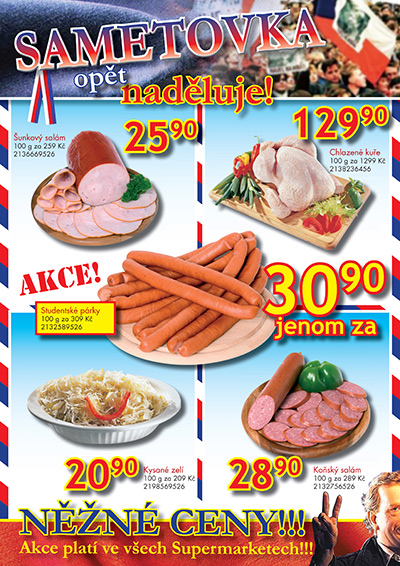 SAMETOVKA
opět
naděluje!
Šunkový salám
100 g za 259 Kč
2136669526
25 90
129 90
Chlazené kuře
100 g za 1299 Kč
2138236456
AKCE!
Studentské párky
100 g za 309 Kč
2132589526
30 90
jenom za
20 90
Kysané zelí
100 g za 209 Kč
2198569526
28 90
Koňský salám
100 g za 289 Kč
2132756526
NĚŽNÉ CENY!!!
Akce platí ve všech Supermarketech!!!